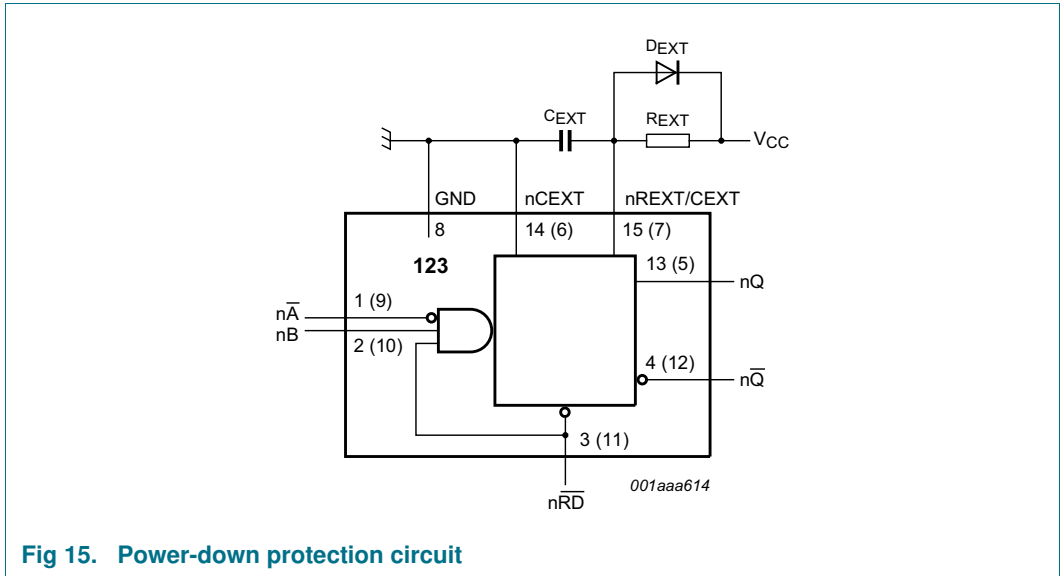 DEXT
CEXT
REXT
VCC
GND
nCEXT
nREXT/CEXT
8
14 (6)
15 (7)
123
13 (5)
nQ
1 (9)
nA̅
nB
2 (10)
4 (12)
nQ̅
3 (11)
001aaa614
nR̅D̅
Fig 15. Power-down protection circuit